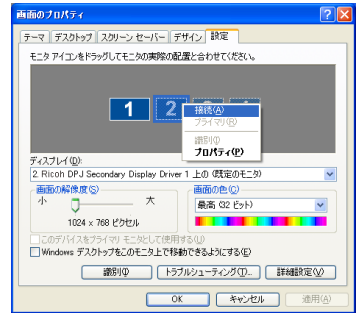 画面のプロパティ
テーマ デスクトップ スクリーン セーバー デザイン 設定
モニタ アイコンをドラッグしてモニタの実際の配置と合わせてください。
1 2
接続(A)
プライマリ(R)
識別(I)
プロパティ(P)
ディスプレイ(D):
2. Ricoh DPJ Secondary Display Driver 1 上の (既定のモニタ)
画面の解像度(S)
小 大
1024 x 768 ピクセル
画面の色(C)
最高 (32 ビット)
このデバイスをプライマリ モニタとして使用する(U)
Windows デスクトップをこのモニタ上で移動できるようにする(E)
識別(I) トラブルシューティング(T)... 詳細設定(V)
OK キャンセル 適用(A)